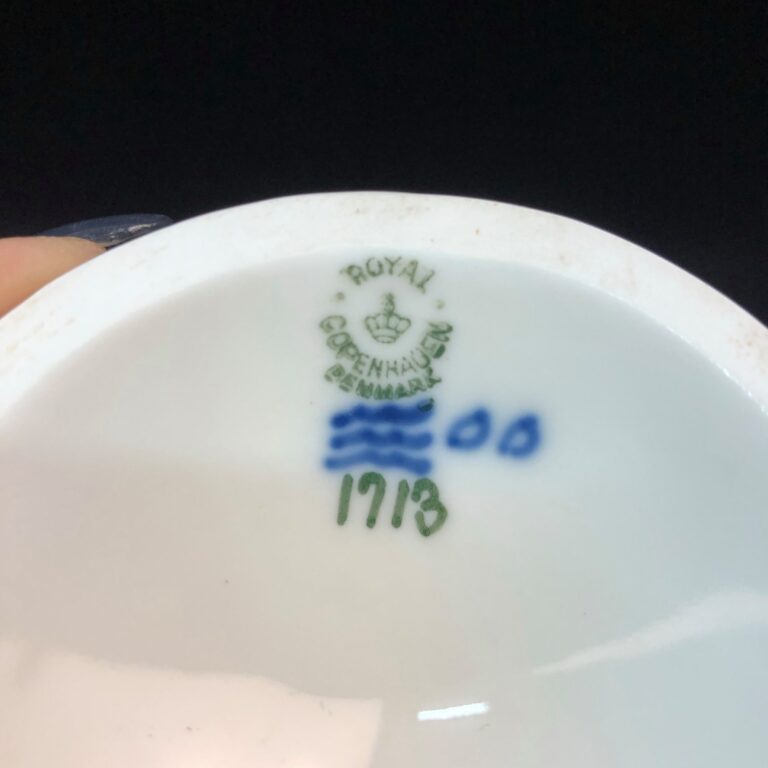 ROYAL
COPENHAGEN
DENMARK
00
1713